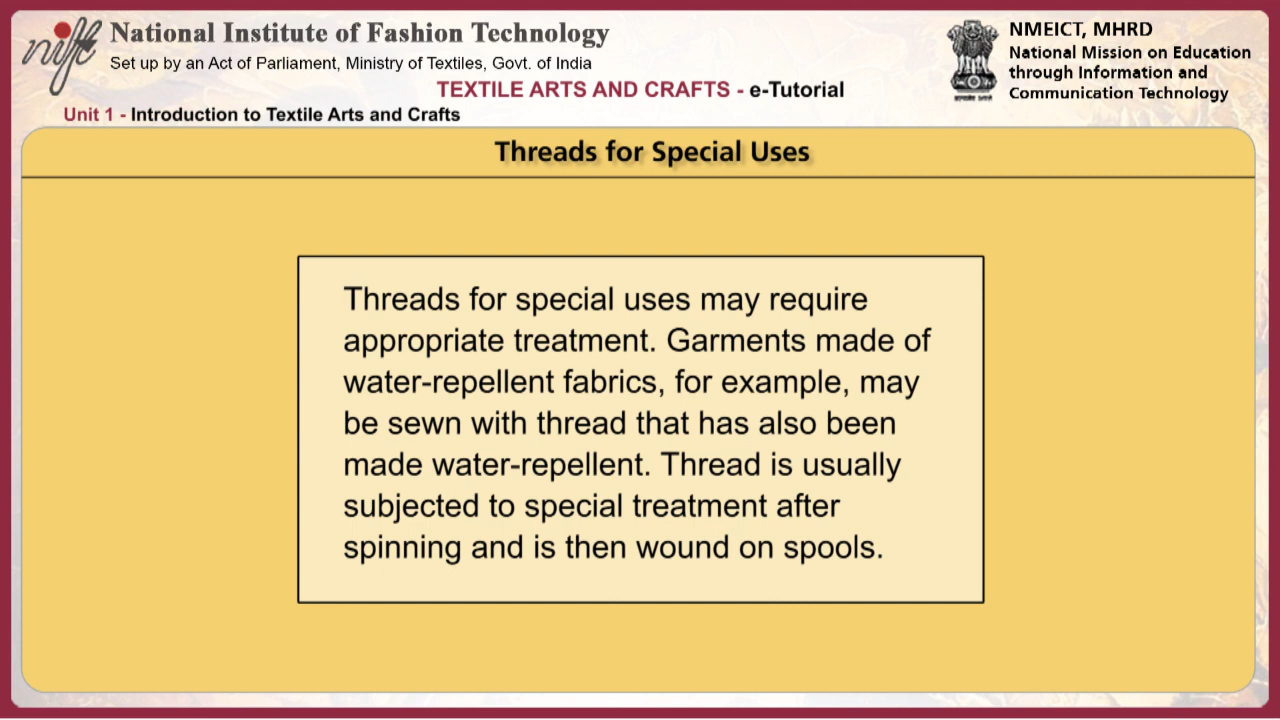 nift
National Institute of Fashion Technology
Set up by an Act of Parliament, Ministry of Textiles, Govt. of India
NMEICT, MHRD
National Mission on Education
through Information and
Communication Technology
TEXTILE ARTS AND CRAFTS - e-Tutorial
Unit 1 - Introduction to Textile Arts and Crafts
Threads for Special Uses
Threads for special uses may require
appropriate treatment. Garments made of
water-repellent fabrics, for example, may
be sewn with thread that has also been
made water-repellent. Thread is usually
subjected to special treatment after
spinning and is then wound on spools.